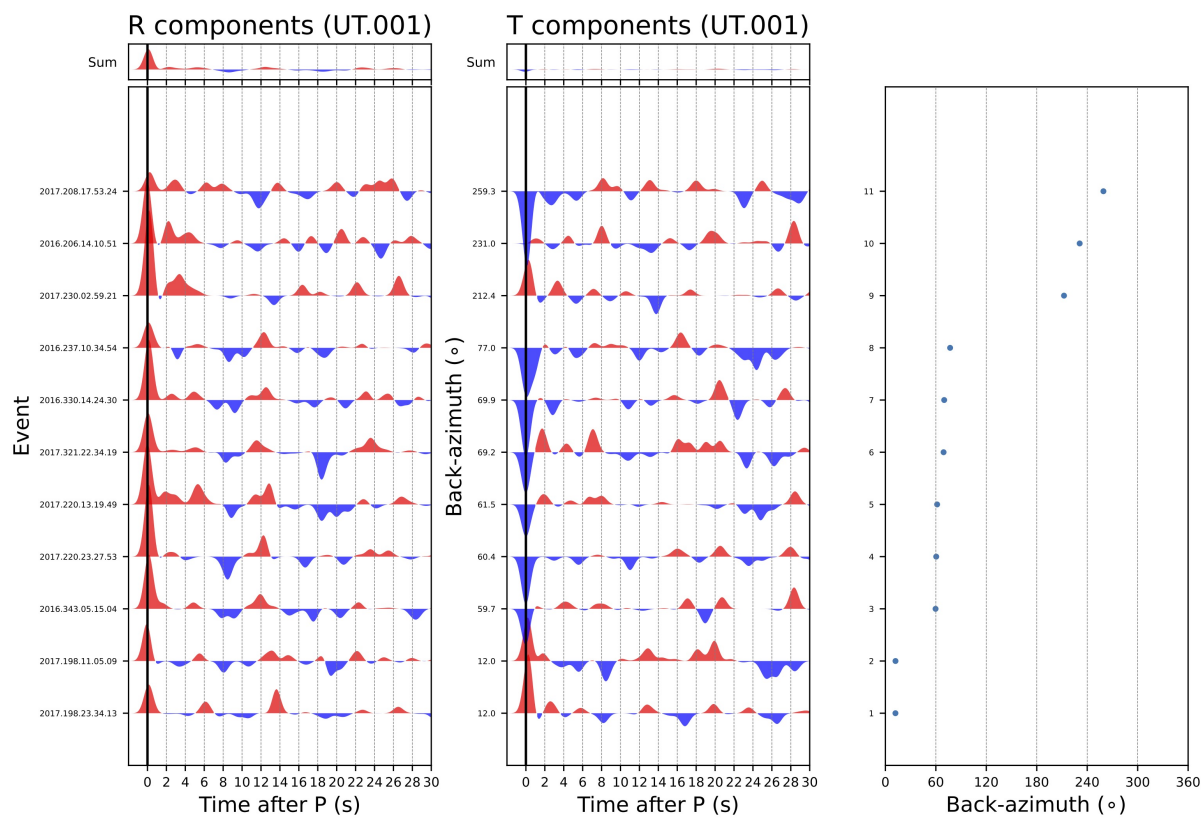 R components (UT.001)
T components (UT.001)
Sum
Sum
Event
2017.208.17.53.24
2016.206.14.10.51
2017.230.02.59.21
2016.237.10.34.54
2016.330.14.24.30
2017.321.22.34.19
2017.220.13.19.49
2017.220.23.27.53
2016.343.05.15.04
2017.198.11.05.09
2017.198.23.34.13
0 2 4 6 8 10 12 14 16 18 20 22 24 26 28 30
Time after P (s)
Back-azimuth (∘)
259.3
231.0
212.4
77.0
69.9
69.2
61.5
60.4
59.7
12.0
12.0
0 2 4 6 8 10 12 14 16 18 20 22 24 26 28 30
Time after P (s)
11
10
9
8
7
6
5
4
3
2
1
0 60 120 180 240 300 360
Back-azimuth (∘)